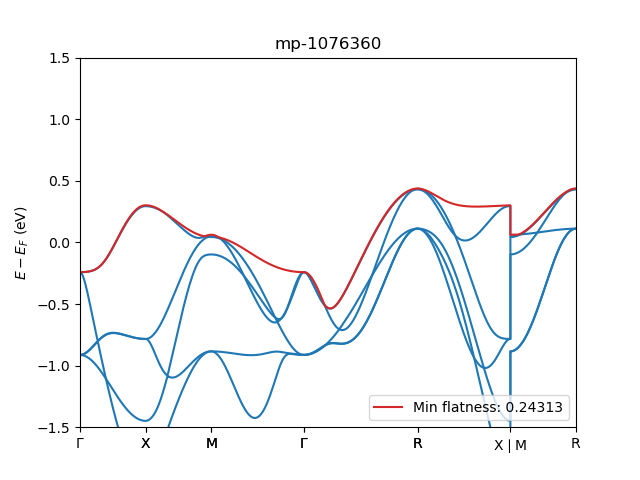 mp-1076360
1.5
1.0
0.5
0.0
−0.5
−1.0
−1.5
E − E_F (eV)
Min flatness: 0.24313
Γ X M Γ R X | M R